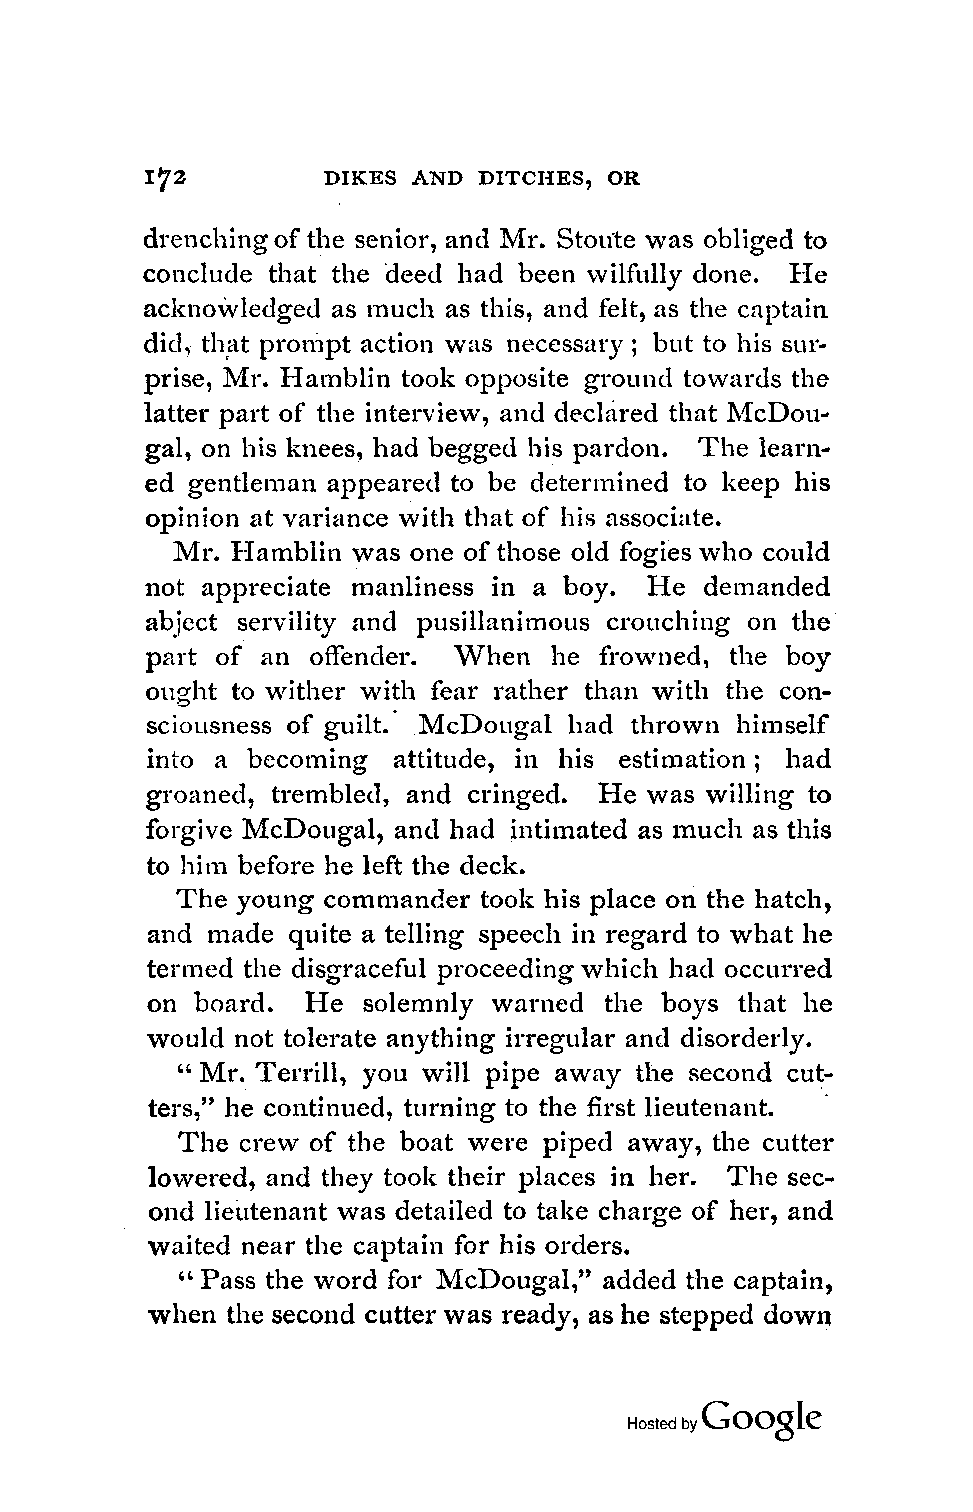 172 DIKES AND DITCHES, OR
drenching of the senior, and Mr. Stoute was obliged to
conclude that the deed had been wilfully done. He
acknowledged as much as this, and felt, as the captain
did, that prompt action was necessary ; but to his sur-
prise, Mr. Hamblin took opposite ground towards the
latter part of the interview, and declared that McDou-
gal, on his knees, had begged his pardon. The learn-
ed gentleman appeared to be determined to keep his
opinion at variance with that of his associate.
Mr. Hamblin was one of those old fogies who could
not appreciate manliness in a boy. He demanded
abject servility and pusillanimous crouching on the
part of an offender. When he frowned, the boy
ought to wither with fear rather than with the con-
sciousness of guilt. McDougal had thrown himself
into a becoming attitude, in his estimation ; had
groaned, trembled, and cringed. He was willing to
forgive McDougal, and had intimated as much as this
to him before he left the deck.
The young commander took his place on the hatch,
and made quite a telling speech in regard to what he
termed the disgraceful proceeding which had occurred
on board. He solemnly warned the boys that he
would not tolerate anything irregular and disorderly.
“ Mr. Terrill, you will pipe away the second cut-
ters,” he continued, turning to the first lieutenant.
The crew of the boat were piped away, the cutter
lowered, and they took their places in her. The sec-
ond lieutenant was detailed to take charge of her, and
waited near the captain for his orders.
“ Pass the word for McDougal,” added the captain,
when the second cutter was ready, as he stepped down
Hosted by Google